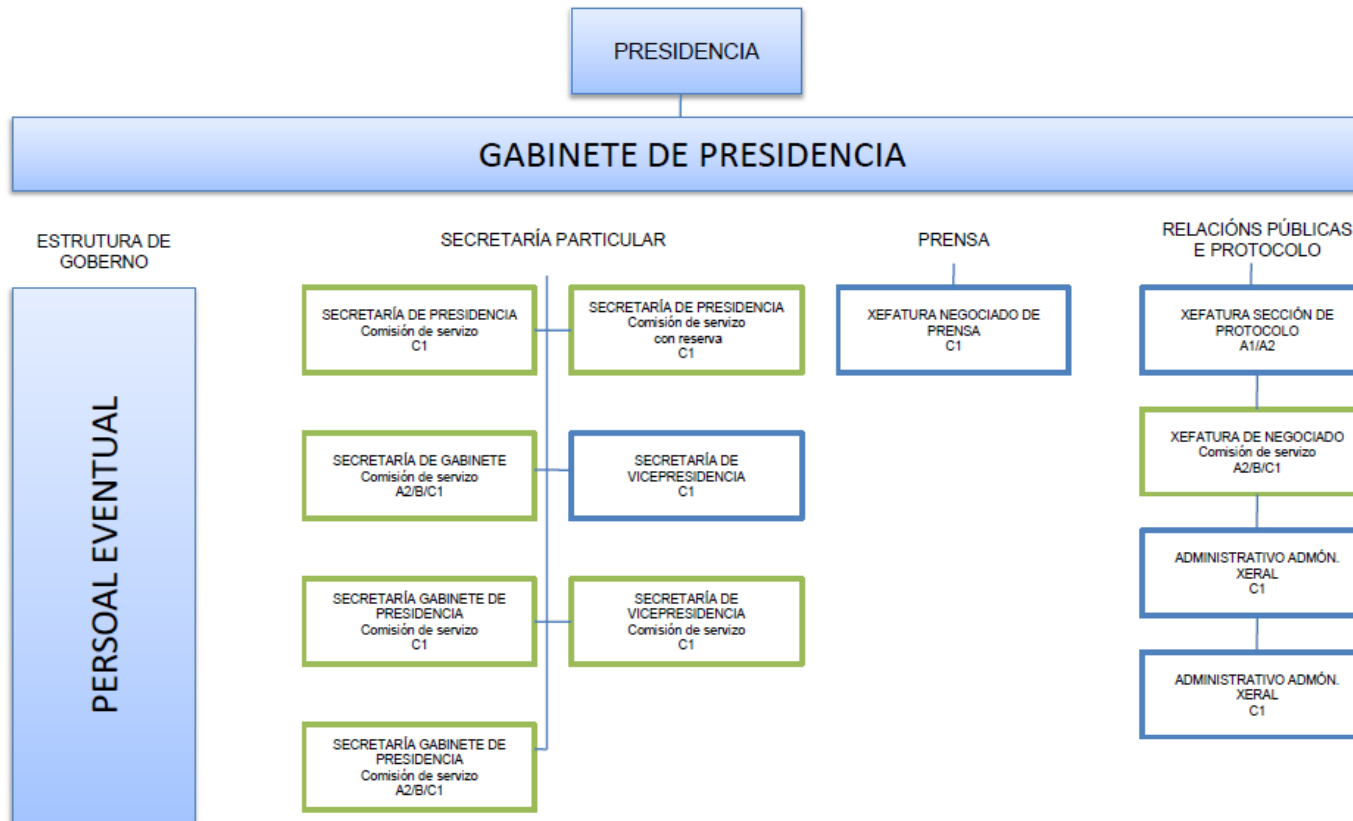 PRESIDENCIA
GABINETE DE PRESIDENCIA
ESTRUTURA DE
GOBERNO
PERSOAL EVENTUAL
SECRETARÍA PARTICULAR
SECRETARÍA DE PRESIDENCIA
Comisión de servizo
C1
SECRETARÍA DE PRESIDENCIA
Comisión de servizo
con reserva
C1
SECRETARÍA DE GABINETE
Comisión de servizo
A2/B/C1
SECRETARÍA DE
VICEPRESIDENCIA
C1
SECRETARÍA GABINETE DE
PRESIDENCIA
Comisión de servizo
C1
SECRETARÍA DE
VICEPRESIDENCIA
Comisión de servizo
C1
SECRETARÍA GABINETE DE
PRESIDENCIA
Comisión de servizo
A2/B/C1
PRENSA
XEFATURA NEGOCIADO DE
PRENSA
C1
RELACIÓNS PÚBLICAS
E PROTOCOLO
XEFATURA SECCIÓN DE
PROTOCOLO
A1/A2
XEFATURA DE NEGOCIADO
Comisión de servizo
A2/B/C1
ADMINISTRATIVO ADMÓN.
XERAL
C1
ADMINISTRATIVO ADMÓN.
XERAL
C1